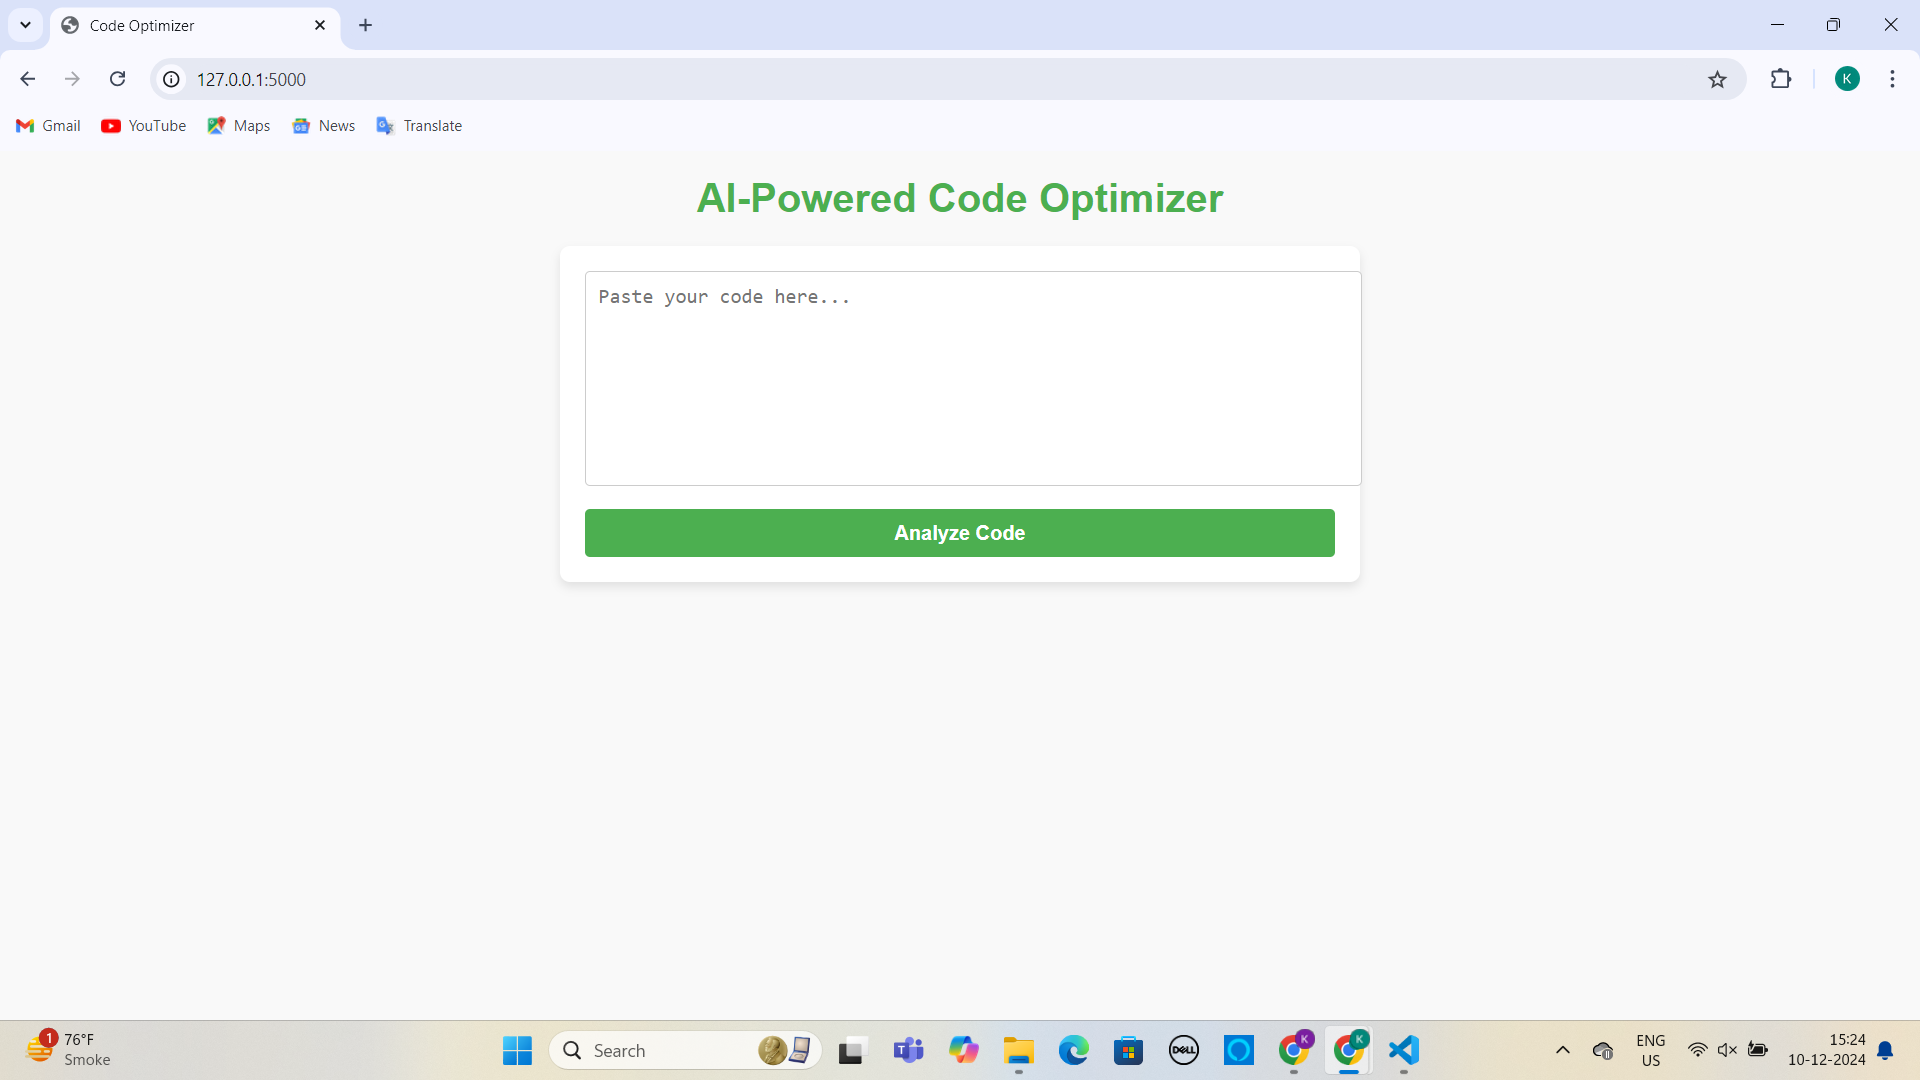 Code Optimizer
127.0.0.1:5000
K
Gmail YouTube Maps News Translate
AI-Powered Code Optimizer
Paste your code here...
Analyze Code
1
76°F
Smoke
Search
T
DELL
K
K
ENG
US
15:24
10-12-2024